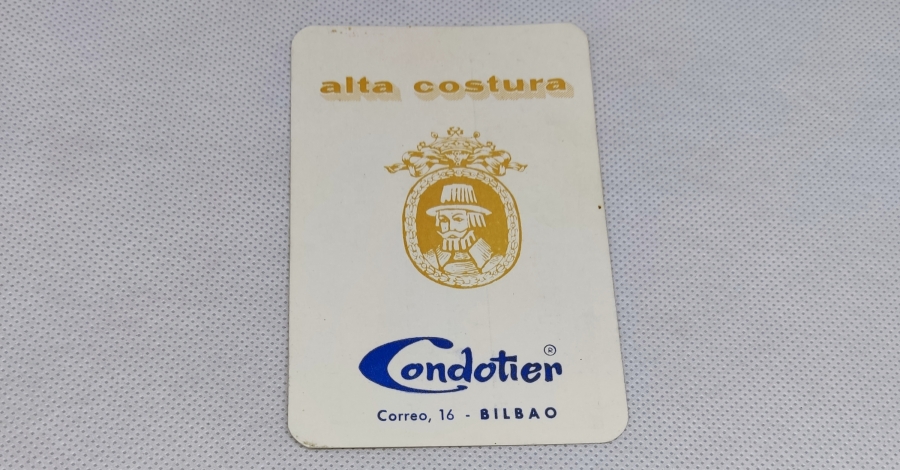 alta costura
Condotier ®
Correo, 16 - BILBAO